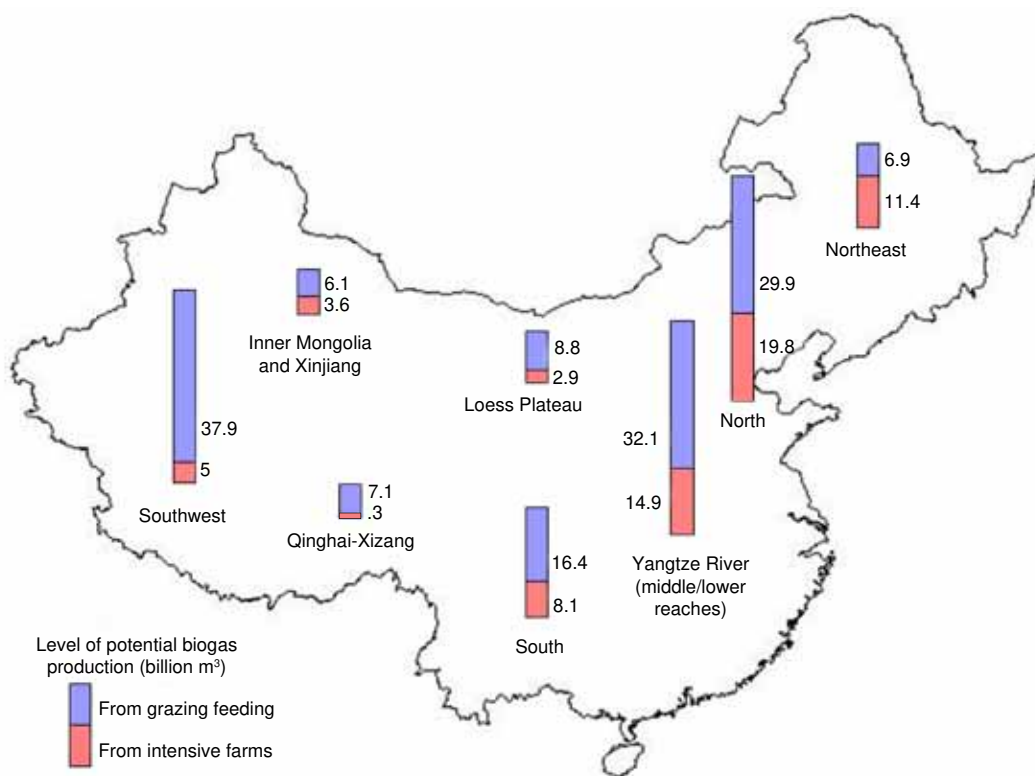 6.9
11.4
Northeast
29.9
19.8
North
6.1
3.6
Inner Mongolia
and Xinjiang
8.8
2.9
Loess Plateau
37.9
5
Southwest
7.1
.3
Qinghai-Xizang
32.1
14.9
Yangtze River
(middle/lower
reaches)
16.4
8.1
South
Level of potential biogas
production (billion m³)
From grazing feeding
From intensive farms